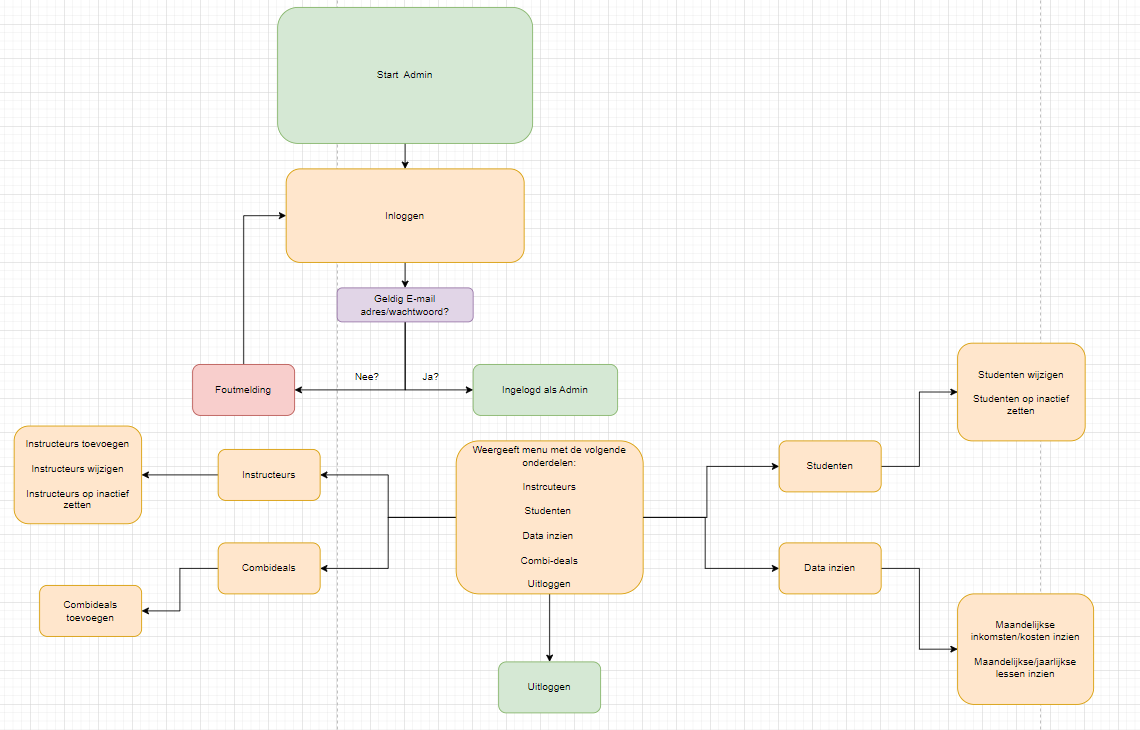 Start Admin
Inloggen
Geldig E-mail
adres/wachtwoord?
Nee?
Ja?
Foutmelding
Ingelogd als Admin
Weergeeft menu met de volgende
onderdelen:
Instrcuteurs
Studenten
Data inzien
Combi-deals
Uitloggen
Instructeurs
Instructeurs toevoegen
Instructeurs wijzigen
Instructeurs op inactief
zetten
Combideals
Combideals
toevoegen
Studenten
Studenten wijzigen
Studenten op inactief
zetten
Data inzien
Maandelijkse
inkomsten/kosten inzien
Maandelijkse/jaarlijkse
lessen inzien
Uitloggen